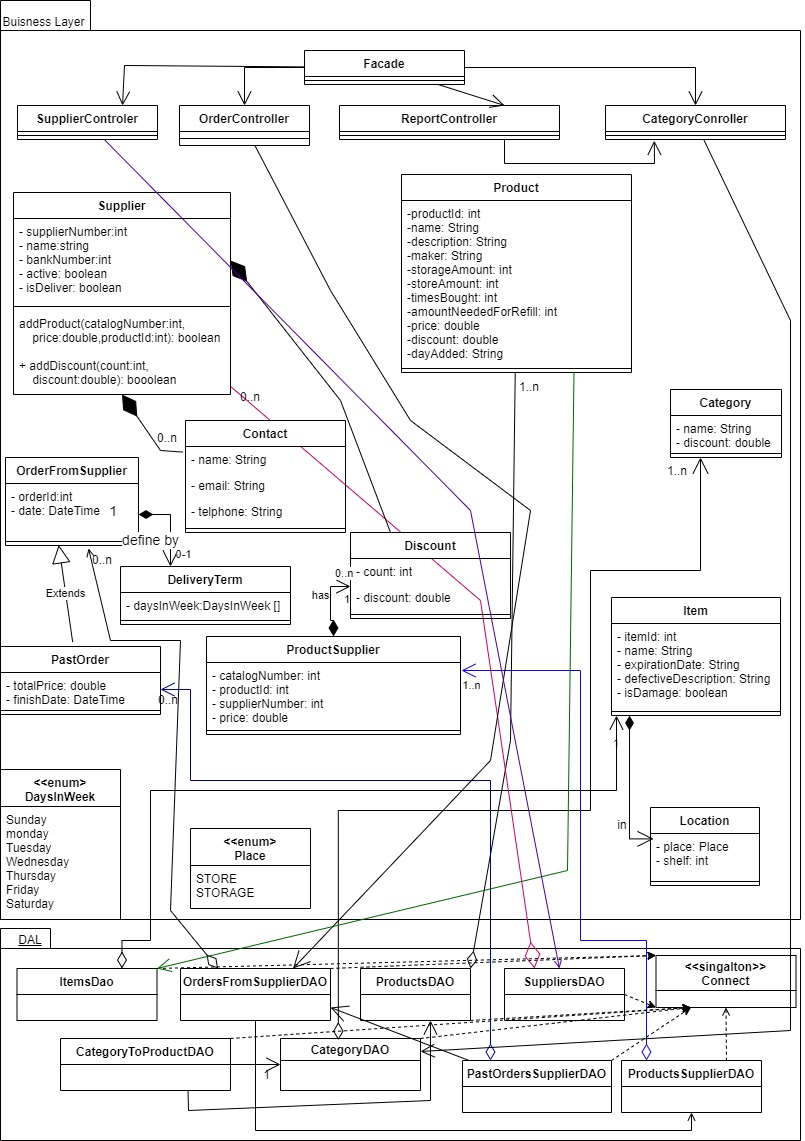 Buisness Layer
Facade
SupplierControler
OrderController
ReportController
CategoryConroller
Supplier
- supplierNumber:int
- name:string
- bankNumber:int
- active: boolean
- isDeliver: boolean
addProduct(catalogNumber:int,
price:double,productId:int): boolean
+ addDiscount(count:int,
discount:double): booolean
Product
-productId: int
-name: String
-description: String
-maker: String
-storageAmount: int
-storeAmount: int
-timesBought: int
-amountNeededForRefill: int
-price: double
-discount: double
-dayAdded: String
0..n
1..n
0..n
Contact
- name: String
- email: String
- telphone: String
Category
- name: String
- discount: double
1..n
OrderFromSupplier
- orderId:int
- date: DateTime
1
define by
0-1
0..n
Extends
DeliveryTerm
- daysInWeek:DaysInWeek []
Discount
- count: int
- discount: double
0..n
has
1
Item
- itemId: int
- name: String
- expirationDate: String
- defectiveDescription: String
- isDamage: boolean
1
PastOrder
- totalPrice: double
- finishDate: DateTime
0..n
ProductSupplier
- catalogNumber: int
- productId: int
- supplierNumber: int
- price: double
1..n
<<enum>>
DaysInWeek
Sunday
monday
Tuesday
Wednesday
Thursday
Friday
Saturday
<<enum>>
Place
STORE
STORAGE
in
Location
- place: Place
- shelf: int
DAL
ItemsDao
OrdersFromSupplierDAO
ProductsDAO
SuppliersDAO
<<singalton>>
Connect
CategoryToProductDAO
1
CategoryDAO
PastOrdersSupplierDAO
ProductsSupplierDAO